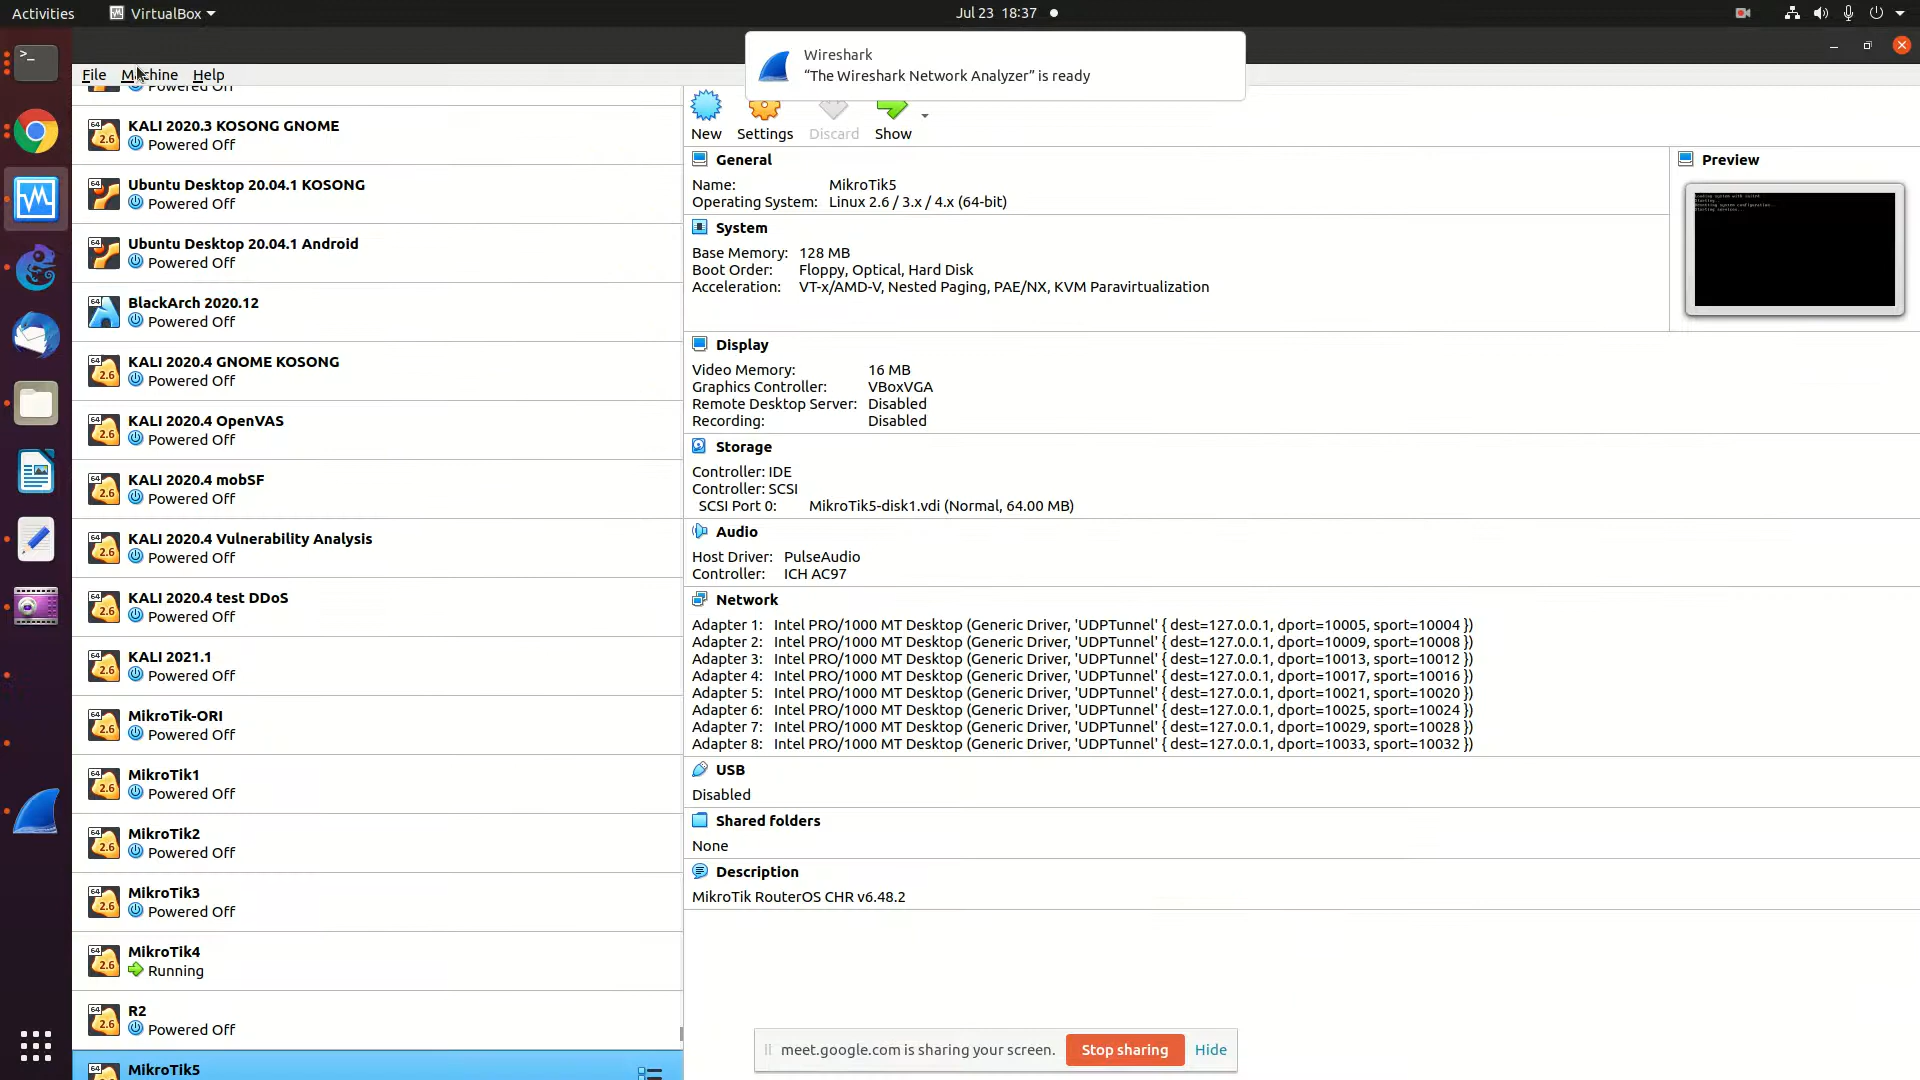 Activities
VirtualBox
Jul 23 18:37
Wireshark
“The Wireshark Network Analyzer” is ready
File Machine Help
Powered Off
KALI 2020.3 KOSONG GNOME
Powered Off
Ubuntu Desktop 20.04.1 KOSONG
Powered Off
Ubuntu Desktop 20.04.1 Android
Powered Off
BlackArch 2020.12
Powered Off
KALI 2020.4 GNOME KOSONG
Powered Off
KALI 2020.4 OpenVAS
Powered Off
KALI 2020.4 mobSF
Powered Off
KALI 2020.4 Vulnerability Analysis
Powered Off
KALI 2020.4 test DDoS
Powered Off
KALI 2021.1
Powered Off
MikroTik-ORI
Powered Off
MikroTik1
Powered Off
MikroTik2
Powered Off
MikroTik3
Powered Off
MikroTik4
Running
R2
Powered Off
MikroTik5
New Settings Discard Show
General
Name: MikroTik5
Operating System: Linux 2.6 / 3.x / 4.x (64-bit)
Preview
System
Base Memory: 128 MB
Boot Order: Floppy, Optical, Hard Disk
Acceleration: VT-x/AMD-V, Nested Paging, PAE/NX, KVM Paravirtualization
Display
Video Memory: 16 MB
Graphics Controller: VBoxVGA
Remote Desktop Server: Disabled
Recording: Disabled
Storage
Controller: IDE
Controller: SCSI
SCSI Port 0: MikroTik5-disk1.vdi (Normal, 64.00 MB)
Audio
Host Driver: PulseAudio
Controller: ICH AC97
Network
Adapter 1: Intel PRO/1000 MT Desktop (Generic Driver, 'UDPTunnel' { dest=127.0.0.1, dport=10005, sport=10004 })
Adapter 2: Intel PRO/1000 MT Desktop (Generic Driver, 'UDPTunnel' { dest=127.0.0.1, dport=10009, sport=10008 })
Adapter 3: Intel PRO/1000 MT Desktop (Generic Driver, 'UDPTunnel' { dest=127.0.0.1, dport=10013, sport=10012 })
Adapter 4: Intel PRO/1000 MT Desktop (Generic Driver, 'UDPTunnel' { dest=127.0.0.1, dport=10017, sport=10016 })
Adapter 5: Intel PRO/1000 MT Desktop (Generic Driver, 'UDPTunnel' { dest=127.0.0.1, dport=10021, sport=10020 })
Adapter 6: Intel PRO/1000 MT Desktop (Generic Driver, 'UDPTunnel' { dest=127.0.0.1, dport=10025, sport=10024 })
Adapter 7: Intel PRO/1000 MT Desktop (Generic Driver, 'UDPTunnel' { dest=127.0.0.1, dport=10029, sport=10028 })
Adapter 8: Intel PRO/1000 MT Desktop (Generic Driver, 'UDPTunnel' { dest=127.0.0.1, dport=10033, sport=10032 })
USB
Disabled
Shared folders
None
Description
MikroTik RouterOS CHR v6.48.2
meet.google.com is sharing your screen. Stop sharing Hide